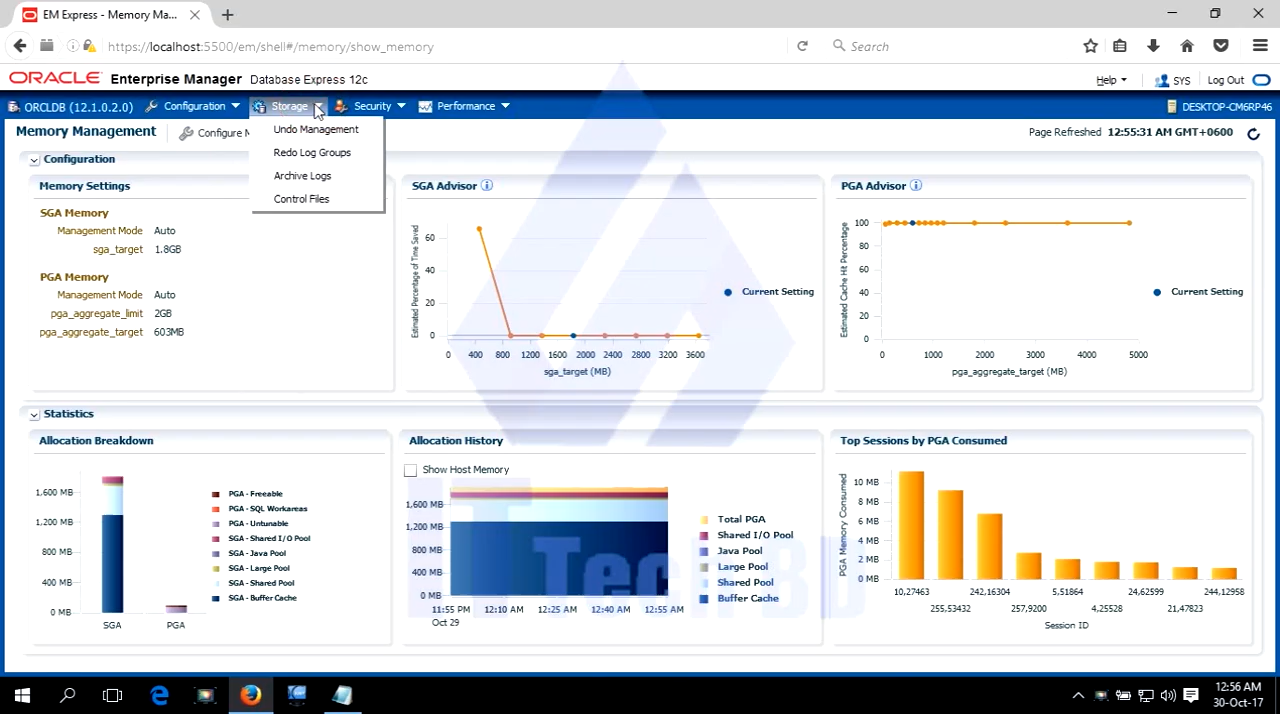 EM Express - Memory Ma...
https://localhost:5500/em/shell#/memory/show_memory
Search
ORACLE Enterprise Manager Database Express 12c
Help
SYS
Log Out
ORCLDB (12.1.0.2.0)
Configuration
Storage
Security
Performance
DESKTOP-CM6RP46
Memory Management
Configure M
Page Refreshed 12:55:31 AM GMT+0600
Undo Management
Redo Log Groups
Archive Logs
Control Files
Configuration
Memory Settings
SGA Memory
Management Mode Auto
sga_target 1.8GB
PGA Memory
Management Mode Auto
pga_aggregate_limit 2GB
pga_aggregate_target 603MB
SGA Advisor
Estimated Percentage of Time Saved
60
40
20
0
0 400 800 1200 1600 2000 2400 2800 3200 3600
sga_target (MB)
Current Setting
PGA Advisor
Estimated Cache Hit Percentage
100
80
60
40
20
0
0 1000 2000 3000 4000 5000
pga_aggregate_target (MB)
Current Setting
Statistics
Allocation Breakdown
1,600 MB
1,200 MB
800 MB
400 MB
0 MB
SGA PGA
PGA - Freeable
PGA - SQL Workareas
PGA - Untunable
SGA - Shared I/O Pool
SGA - Java Pool
SGA - Large Pool
SGA - Shared Pool
SGA - Buffer Cache
Allocation History
Show Host Memory
1,600 MB
1,200 MB
800 MB
400 MB
0 MB
11:55 PM 12:10 AM 12:25 AM 12:40 AM 12:55 AM
Oct 29
Total PGA
Shared I/O Pool
Java Pool
Large Pool
Shared Pool
Buffer Cache
IT
TechBD
Top Sessions by PGA Consumed
PGA Memory Consumed
10 MB
8 MB
6 MB
4 MB
2 MB
0 MB
10,27463 242,16304 5,51864 24,62599 244,12958
255,53432 257,9200 4,25528 21,47823
Session ID
12:56 AM
30-Oct-17